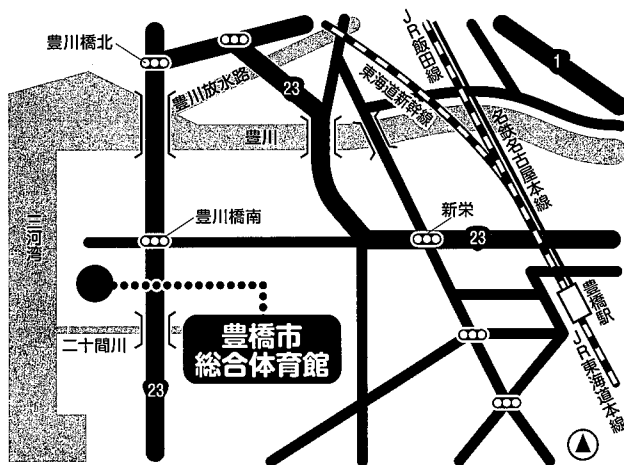 豊川橋北
豊川放水路
23
東海道新幹線
JR飯田線
1
名鉄名古屋本線
豊川
三河湾
豊川橋南
新栄
23
豊橋市
総合体育館
二十間川
23
豊橋駅
JR東海道本線